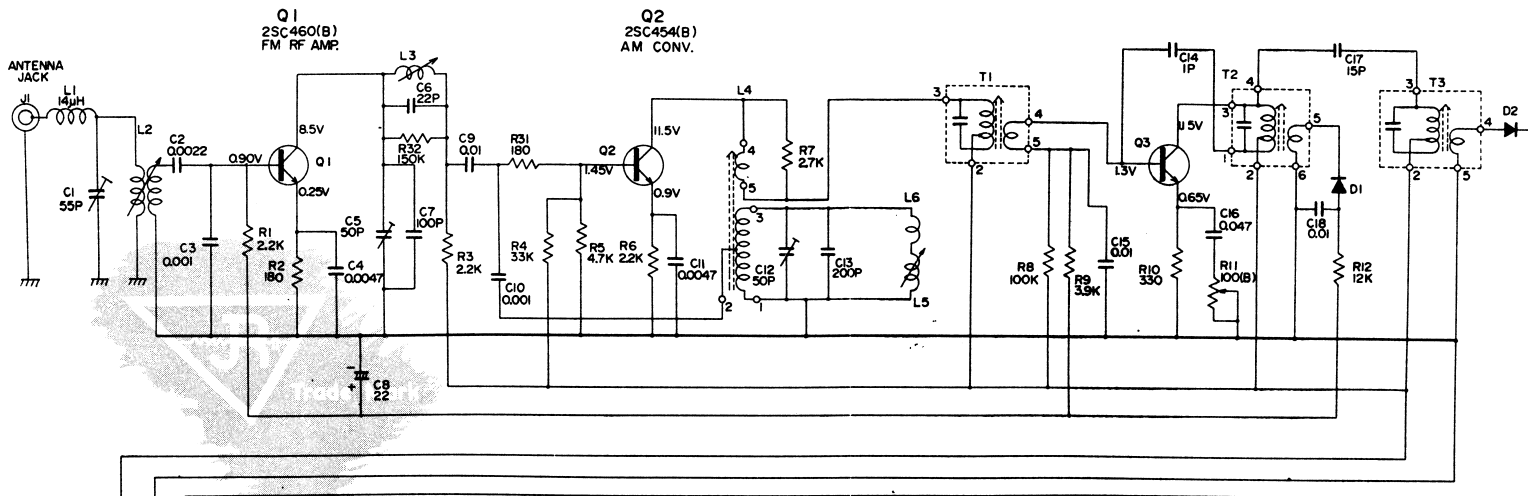 Q1
2SC460(B)
FM RF AMP.
Q2
2SC454(B)
AM CONV.
ANTENNA
JACK
J1
L1
14μH
L2
C1
55P
C2
0.0022
C3
0.001
0.90V
8.5V
Q1
0.25V
R1
2.2K
R2
180
C4
0.0047
L3
C6
22P
R32
150K
C5
50P
C7
100P
R3
2.2K
C9
0.01
R31
180
C10
0.001
R4
33K
R5
4.7K
Q2
1.45V
11.5V
0.9V
R6
2.2K
C11
0.0047
L4
4
5
3
2
1
R7
2.7K
C12
50P
C13
200P
L6
L5
T1
3
4
5
2
R8
100K
R9
3.9K
C15
0.01
C14
1P
Q3
1.3V
11.5V
0.65V
R10
330
C16
0.047
R11
100(B)
T2
4
3
1
2
5
6
D1
C18
0.01
R12
12K
C17
15P
T3
3
4
2
5
D2
C8
22
-
+
JR
Trade Mark